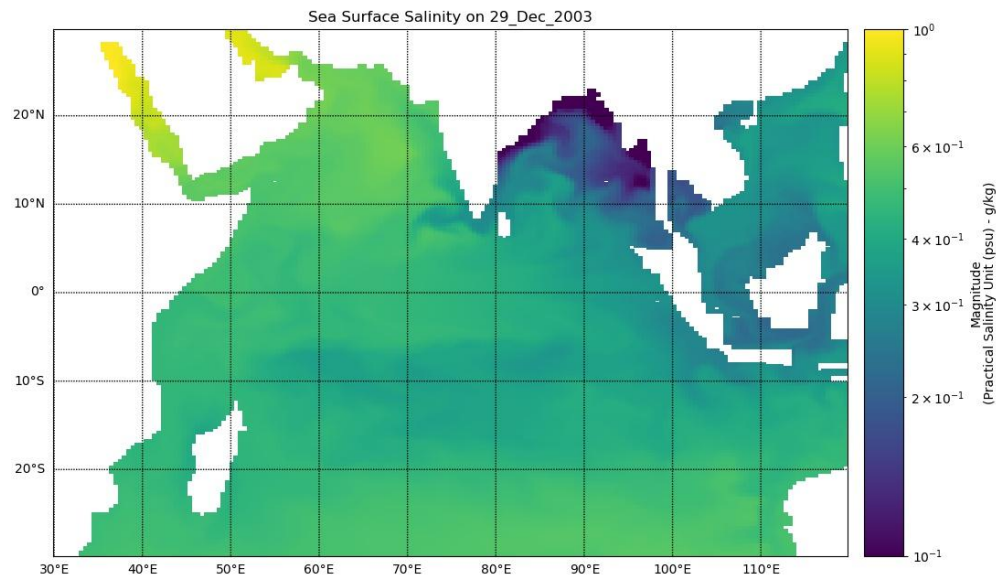 Sea Surface Salinity on 29_Dec_2003
20°N
10°N
0°
10°S
20°S
30°E 40°E 50°E 60°E 70°E 80°E 90°E 100°E 110°E
10⁰
6 × 10⁻¹
4 × 10⁻¹
3 × 10⁻¹
2 × 10⁻¹
10⁻¹
Magnitude
(Practical Salinity Unit (psu) - g/kg)